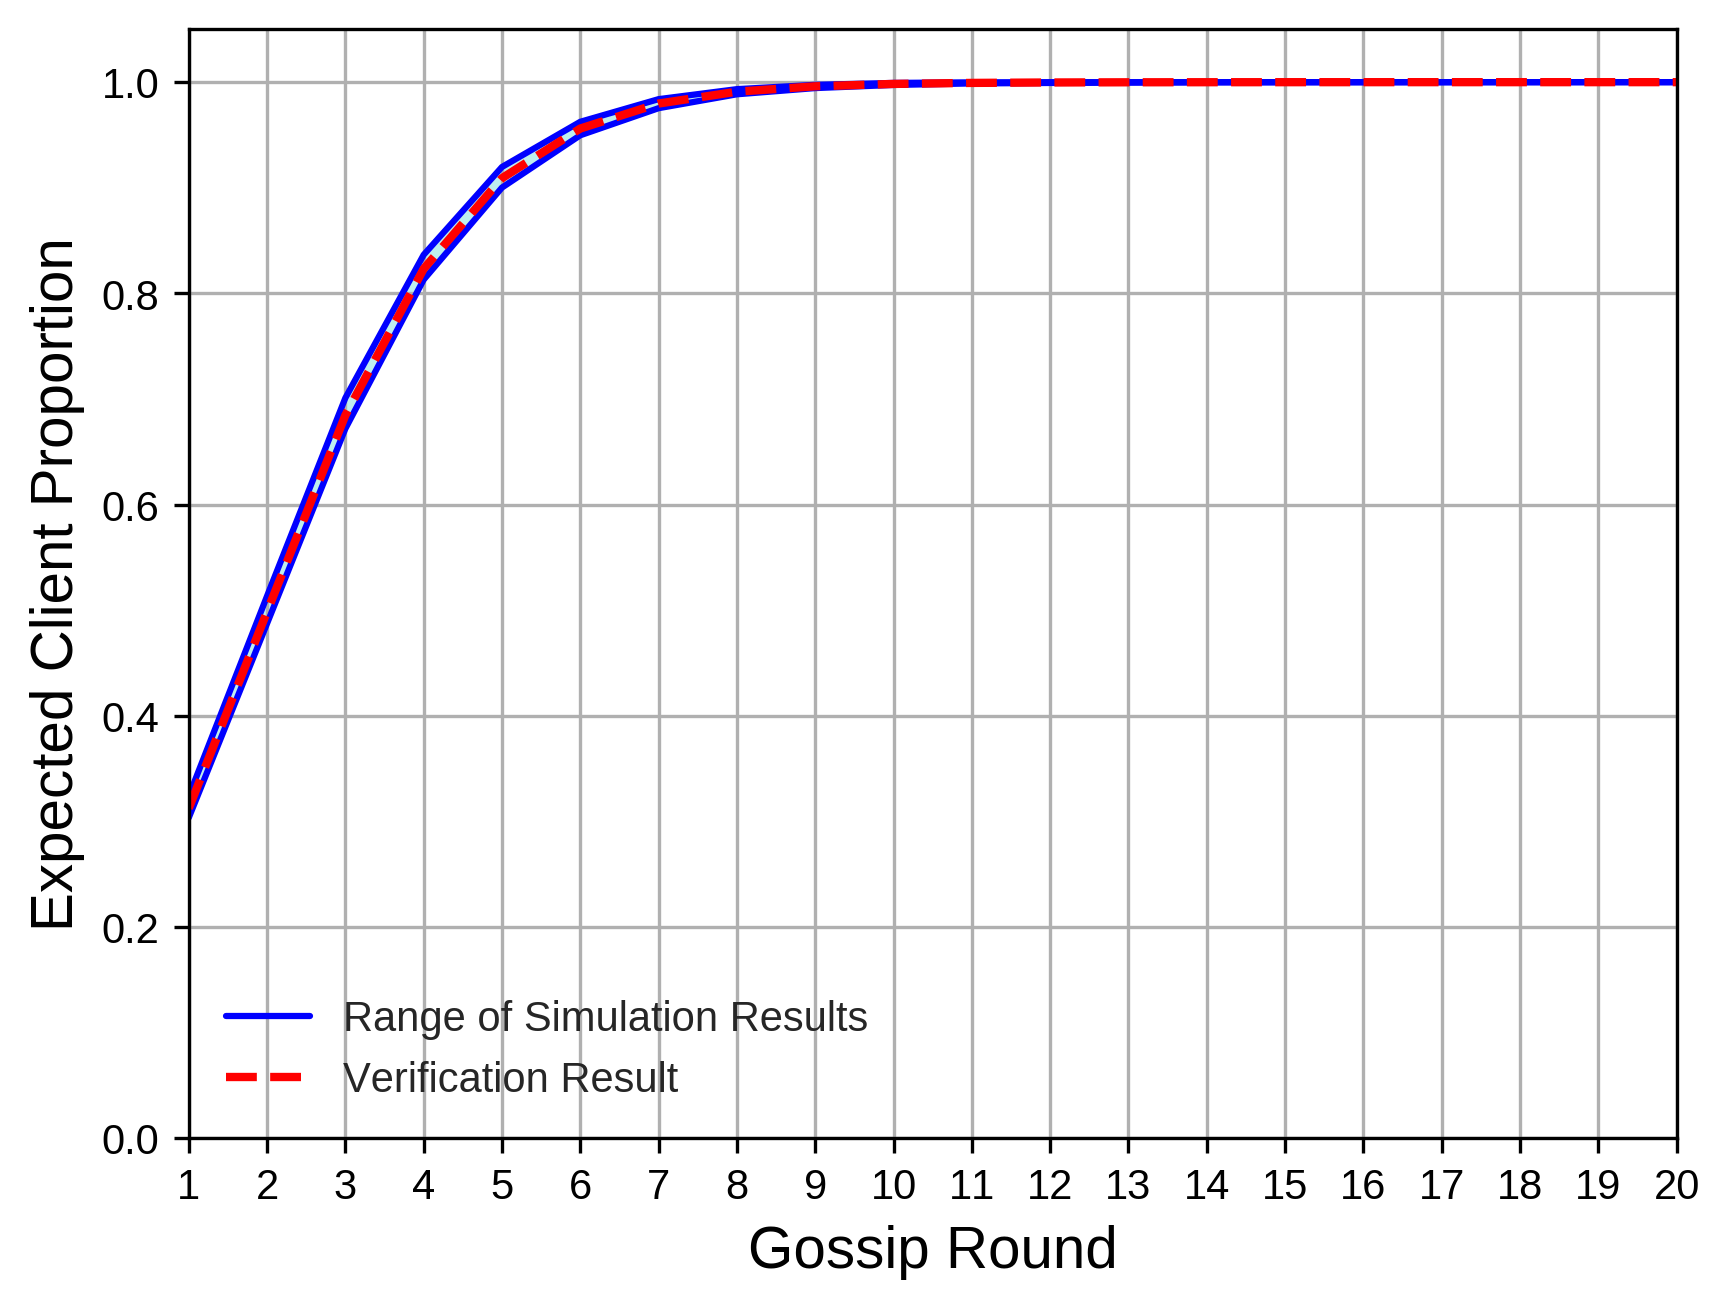 Expected Client Proportion
1.0
0.8
0.6
0.4
0.2
0.0
Range of Simulation Results
Verification Result
1 2 3 4 5 6 7 8 9 10 11 12 13 14 15 16 17 18 19 20
Gossip Round